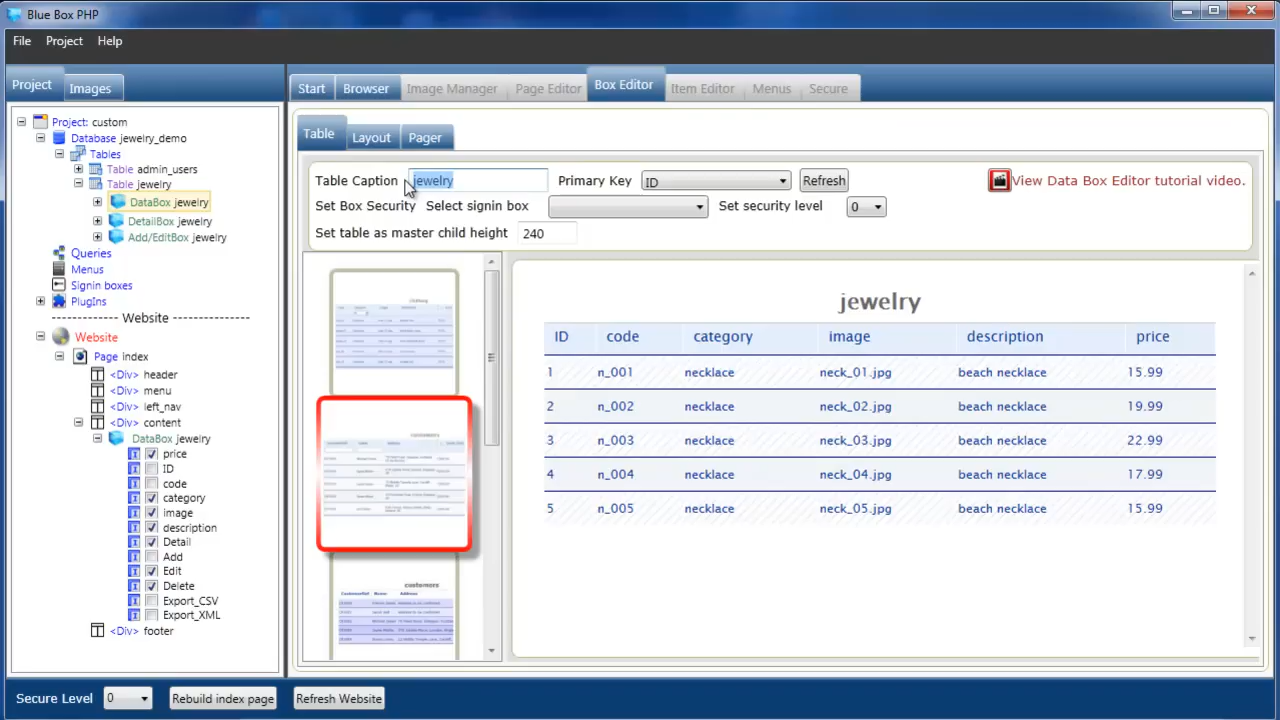 Blue Box PHP
File Project Help
Project Images
Start Browser Image Manager Page Editor Box Editor Item Editor Menus Secure
Project: custom
Database jewelry_demo
Tables
Table admin_users
Table jewelry
DataBox jewelry
DetailBox jewelry
Add/EditBox jewelry
Queries
Menus
Signin boxes
PlugIns
Website
Website
Page index
<Div> header
<Div> menu
<Div> left_nav
<Div> content
DataBox jewelry
price
ID
code
category
image
description
Detail
Add
Edit
Delete
Export_CSV
Export_XML
<Div> footer
Table Layout Pager
Table Caption jewelry Primary Key ID Refresh View Data Box Editor tutorial video.
Set Box Security Select signin box Set security level 0
Set table as master child height 240
customers
customers
CustomerID Name Address
jewelry
ID code category image description price
1 n_001 necklace neck_01.jpg beach necklace 15.99
2 n_002 necklace neck_02.jpg beach necklace 19.99
3 n_003 necklace neck_03.jpg beach necklace 22.99
4 n_004 necklace neck_04.jpg beach necklace 17.99
5 n_005 necklace neck_05.jpg beach necklace 15.99
Secure Level 0 Rebuild index page Refresh Website